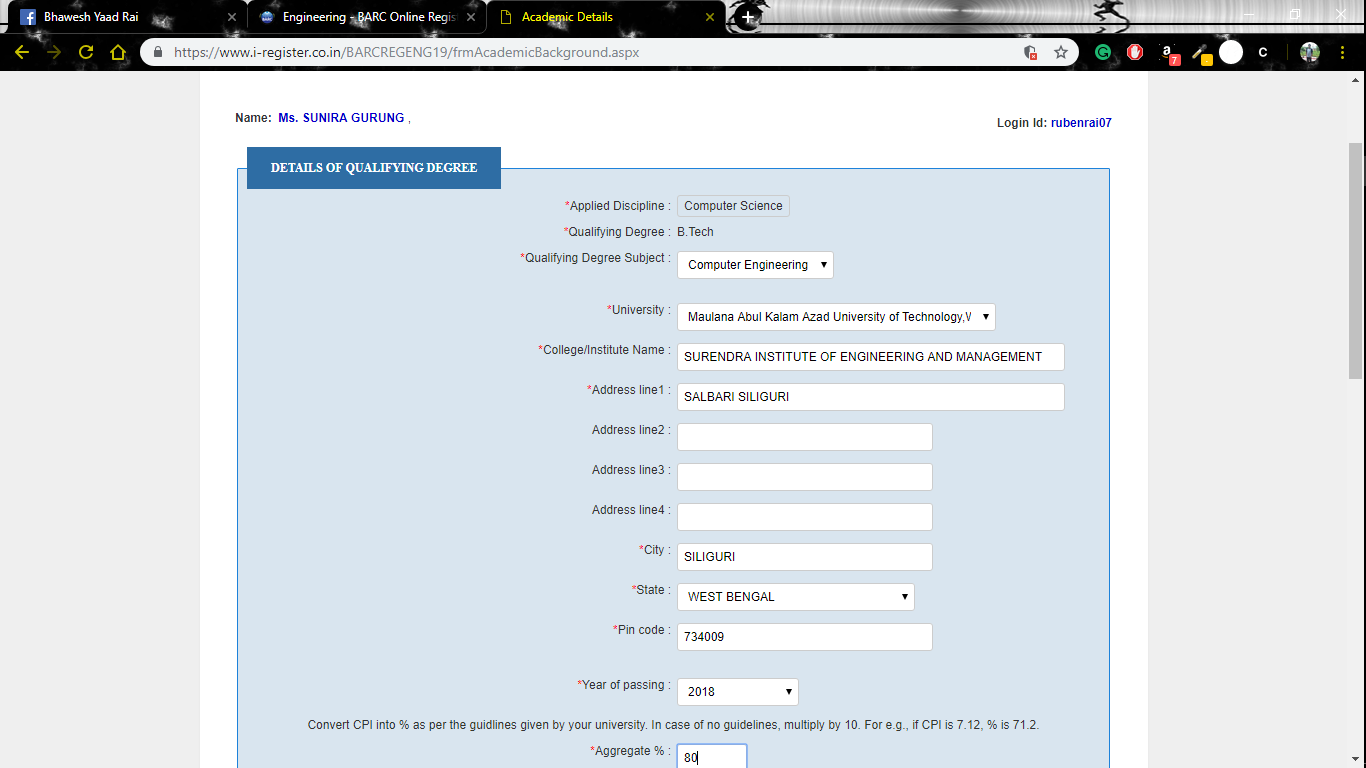 Bhawesh Yaad Rai
Engineering - BARC Online Regis
Academic Details
https://www.i-register.co.in/BARCREGENG19/frmAcademicBackground.aspx
a
7
C
Name: Ms. SUNIRA GURUNG ,
Login Id: rubenrai07
DETAILS OF QUALIFYING DEGREE
*Applied Discipline : Computer Science
*Qualifying Degree : B.Tech
*Qualifying Degree Subject : Computer Engineering
*University : Maulana Abul Kalam Azad University of Technology,W
*College/Institute Name : SURENDRA INSTITUTE OF ENGINEERING AND MANAGEMENT
*Address line1 : SALBARI SILIGURI
Address line2 :
Address line3 :
Address line4 :
*City : SILIGURI
*State : WEST BENGAL
*Pin code : 734009
*Year of passing : 2018
Convert CPI into % as per the guidlines given by your university. In case of no guidelines, multiply by 10. For e.g., if CPI is 7.12, % is 71.2.
*Aggregate % : 80